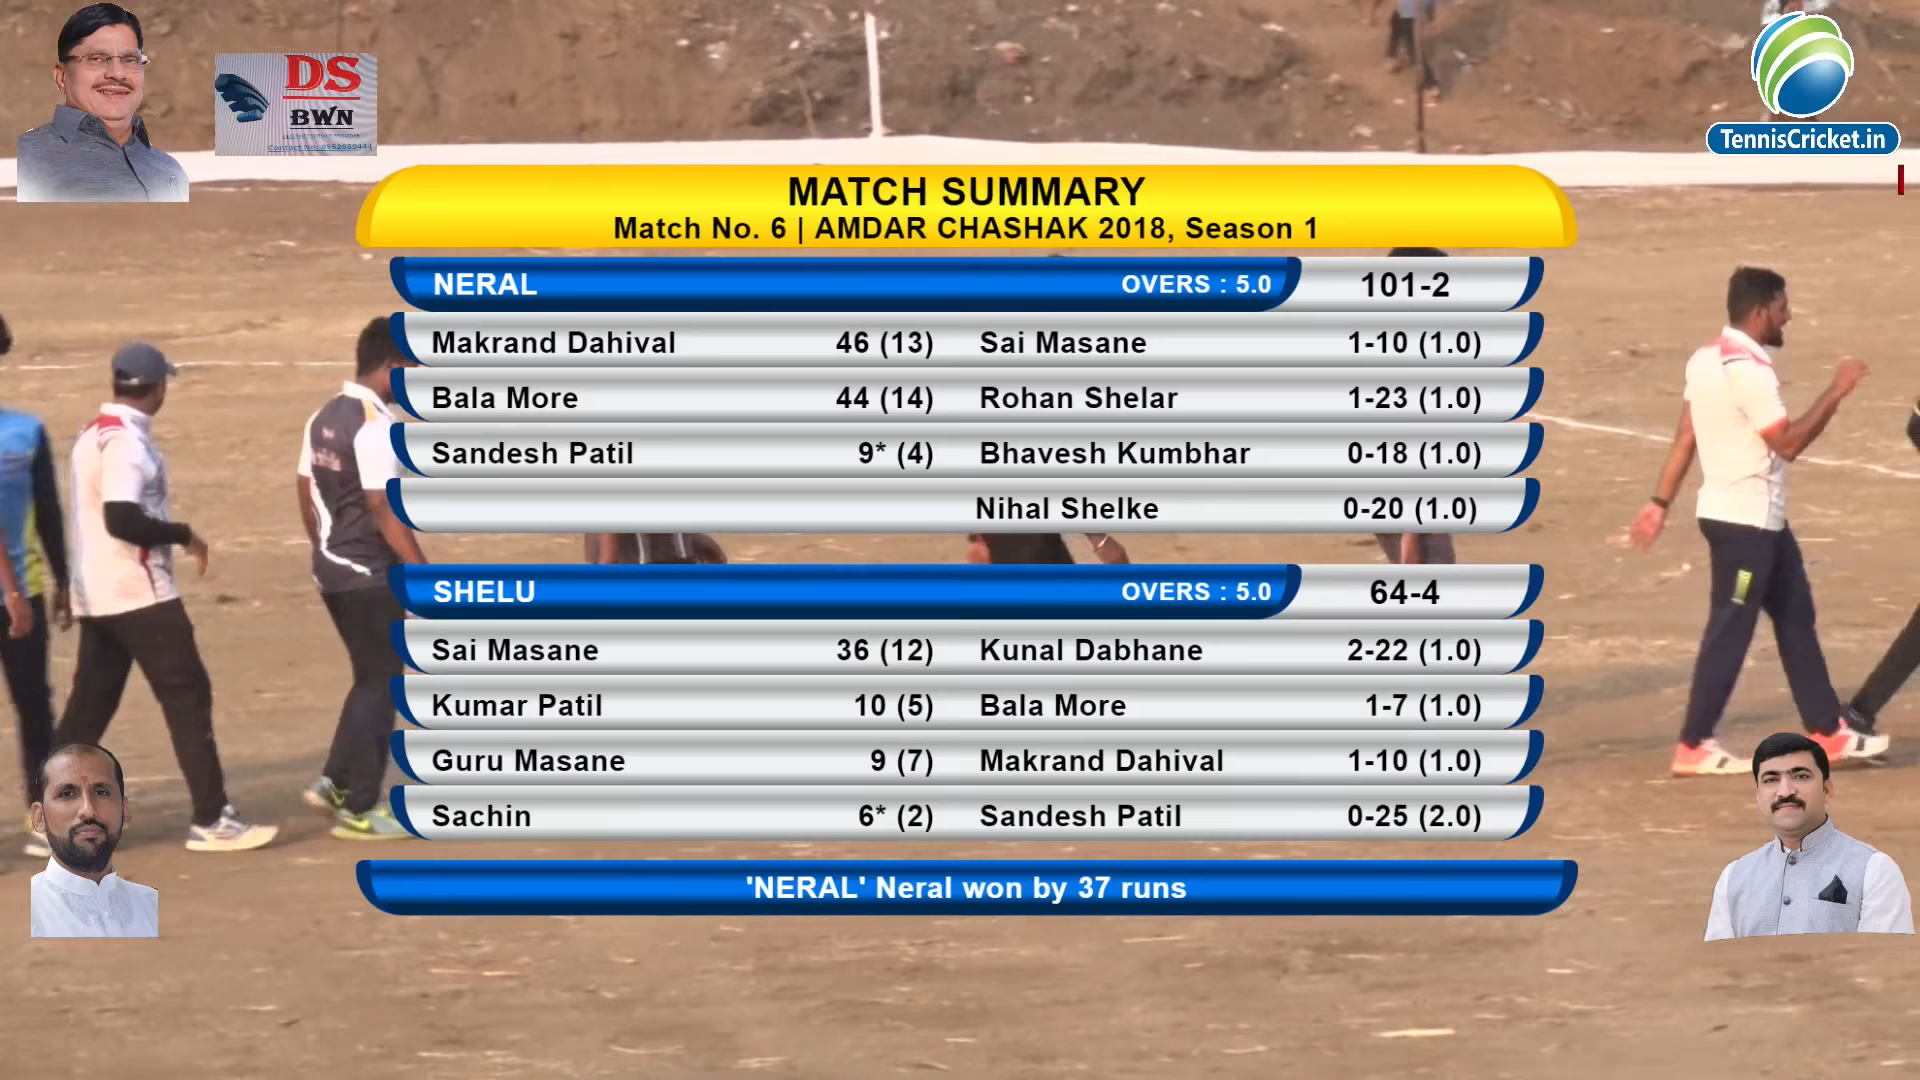 DS
BWN
Contact No: 9552959444
TennisCricket.in
MATCH SUMMARY
Match No. 6 | AMDAR CHASHAK 2018, Season 1
NERAL OVERS : 5.0 101-2
Makrand Dahival 46 (13) Sai Masane 1-10 (1.0)
Bala More 44 (14) Rohan Shelar 1-23 (1.0)
Sandesh Patil 9* (4) Bhavesh Kumbhar 0-18 (1.0)
Nihal Shelke 0-20 (1.0)
SHELU OVERS : 5.0 64-4
Sai Masane 36 (12) Kunal Dabhane 2-22 (1.0)
Kumar Patil 10 (5) Bala More 1-7 (1.0)
Guru Masane 9 (7) Makrand Dahival 1-10 (1.0)
Sachin 6* (2) Sandesh Patil 0-25 (2.0)
'NERAL' Neral won by 37 runs